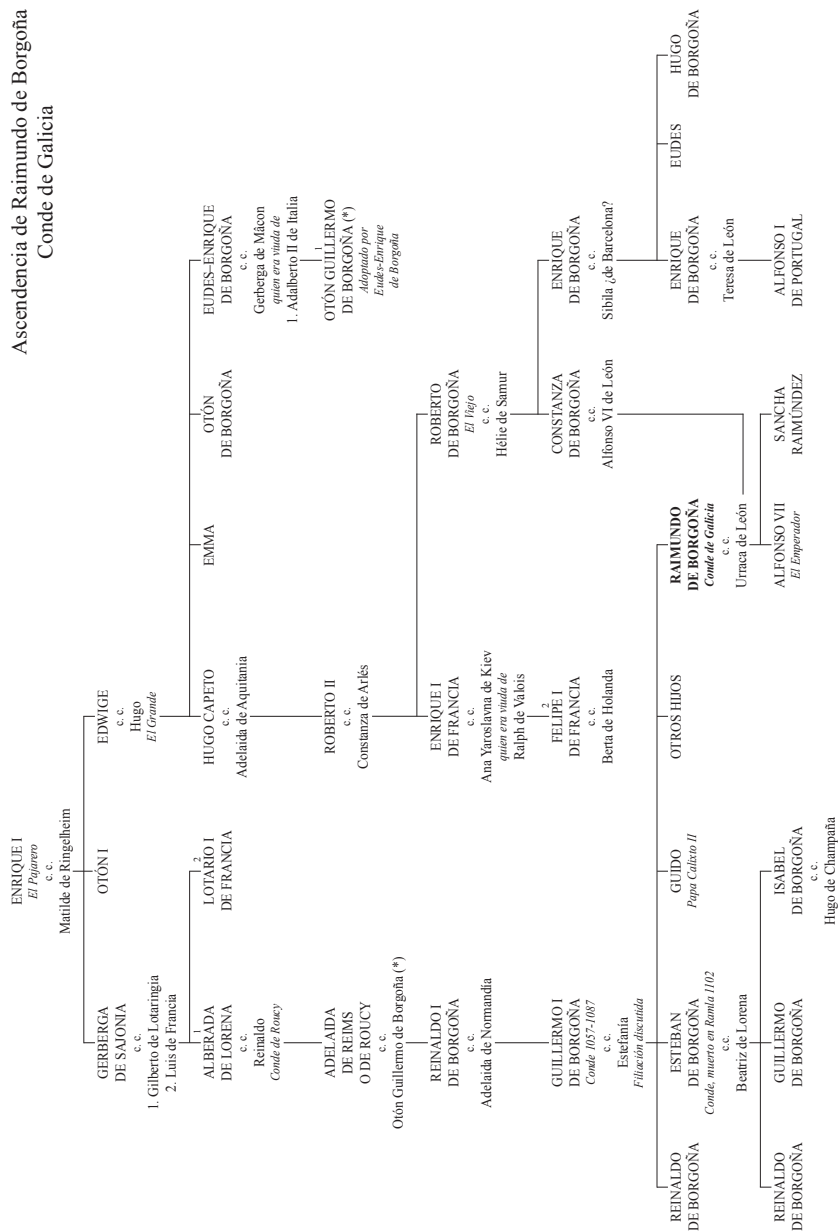 Ascendencia de Raimundo de Borgoña
Conde de Galicia
ENRIQUE I
El Pajarero
c. c.
Matilde de Ringelheim
GERBERGA
DE SAJONIA
c. c.
1. Gilberto de Lotaringia
2. Luis de Francia
OTÓN I
EDWIGE
c. c.
Hugo
El Grande
1
ALBERADA
DE LORENA
c. c.
Reinaldo
Conde de Roucy
2
LOTARIO I
DE FRANCIA
HUGO CAPETO
c. c.
Adelaida de Aquitania
EMMA
OTÓN
DE BORGOÑA
EUDES–ENRIQUE
DE BORGOÑA
c. c.
Gerberga de Mâcon
quien era viuda de
1. Adalberto II de Italia
ADELAIDA
DE REIMS
O DE ROUCY
c. c.
Otón Guillermo de Borgoña (*)
ROBERTO II
c. c.
Constanza de Arlés
1
OTÓN GUILLERMO
DE BORGOÑA (*)
Adoptado por
Eudes-Enrique
de Borgoña
REINALDO I
DE BORGOÑA
c. c.
Adelaida de Normandía
ENRIQUE I
DE FRANCIA
c. c.
Ana Yaroslavna de Kiev
quien era viuda de
Ralph de Valois
ROBERTO
DE BORGOÑA
El Viejo
c. c.
Hélie de Samur
GUILLERMO I
DE BORGOÑA
Conde 1057-1087
c. c.
Estefanía
Filiación discutida
2
FELIPE I
DE FRANCIA
c. c.
Berta de Holanda
CONSTANZA
DE BORGOÑA
c.c.
Alfonso VI de León
ENRIQUE
DE BORGOÑA
c. c.
Sibila ¿de Barcelona?
REINALDO
DE BORGOÑA
ESTEBAN
DE BORGOÑA
Conde, muerto en Ramla 1102
c.c.
Beatriz de Lorena
GUIDO
Papa Calixto II
OTROS HIJOS
RAIMUNDO
DE BORGOÑA
Conde de Galicia
c. c.
Urraca de León
ENRIQUE
DE BORGOÑA
c. c.
Teresa de León
EUDES
HUGO
DE BORGOÑA
REINALDO
DE BORGOÑA
GUILLERMO
DE BORGOÑA
ISABEL
DE BORGOÑA
c. c.
Hugo de Champaña
ALFONSO VII
El Emperador
SANCHA
RAIMÚNDEZ
ALFONSO I
DE PORTUGAL